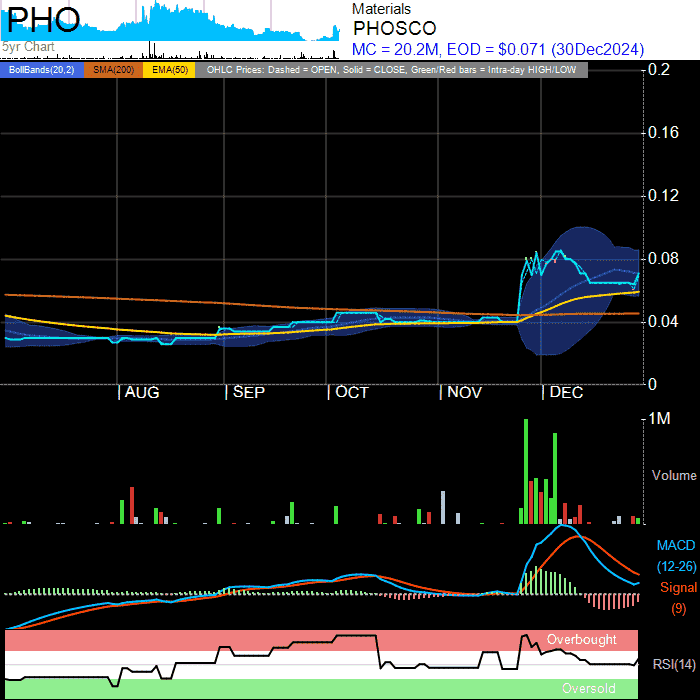 PHO
5yr Chart
Materials
PHOSCO
MC = 20.2M, EOD = $0.071 (30Dec2024)
BollBands(20,2) SMA(200) EMA(50) OHLC Prices: Dashed = OPEN, Solid = CLOSE, Green/Red bars = Intra-day HIGH/LOW
0.2
0.16
0.12
0.08
0.04
0
AUG SEP OCT NOV DEC
1M
Volume
MACD
(12-26)
Signal
(9)
Overbought
RSI(14)
Oversold